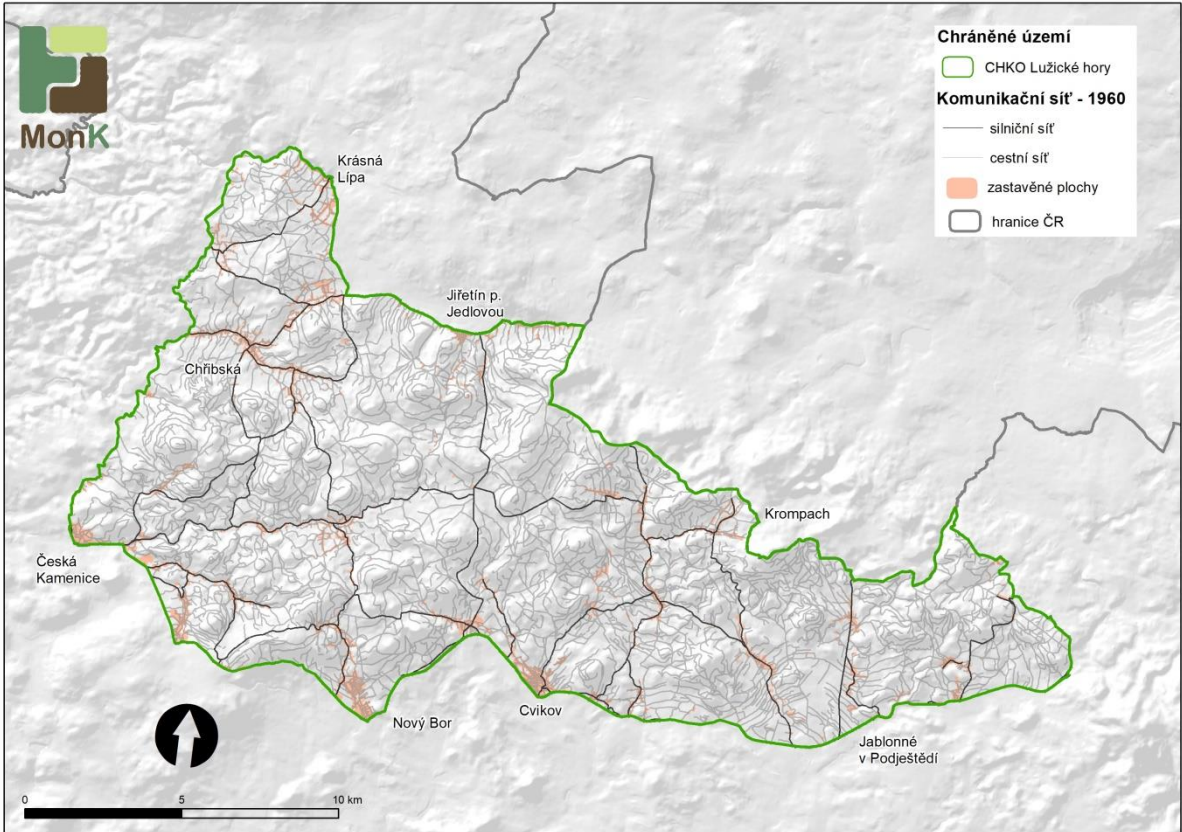 MonK
Chráněné území
CHKO Lužické hory
Komunikační síť - 1960
silniční síť
cestní síť
zastavěné plochy
hranice ČR
Krásná
Lípa
Jiřetín p.
Jedlovou
Chřibská
Krompach
Česká
Kamenice
Nový Bor
Cvikov
Jablonné
v Podještědí
0
5
10 km